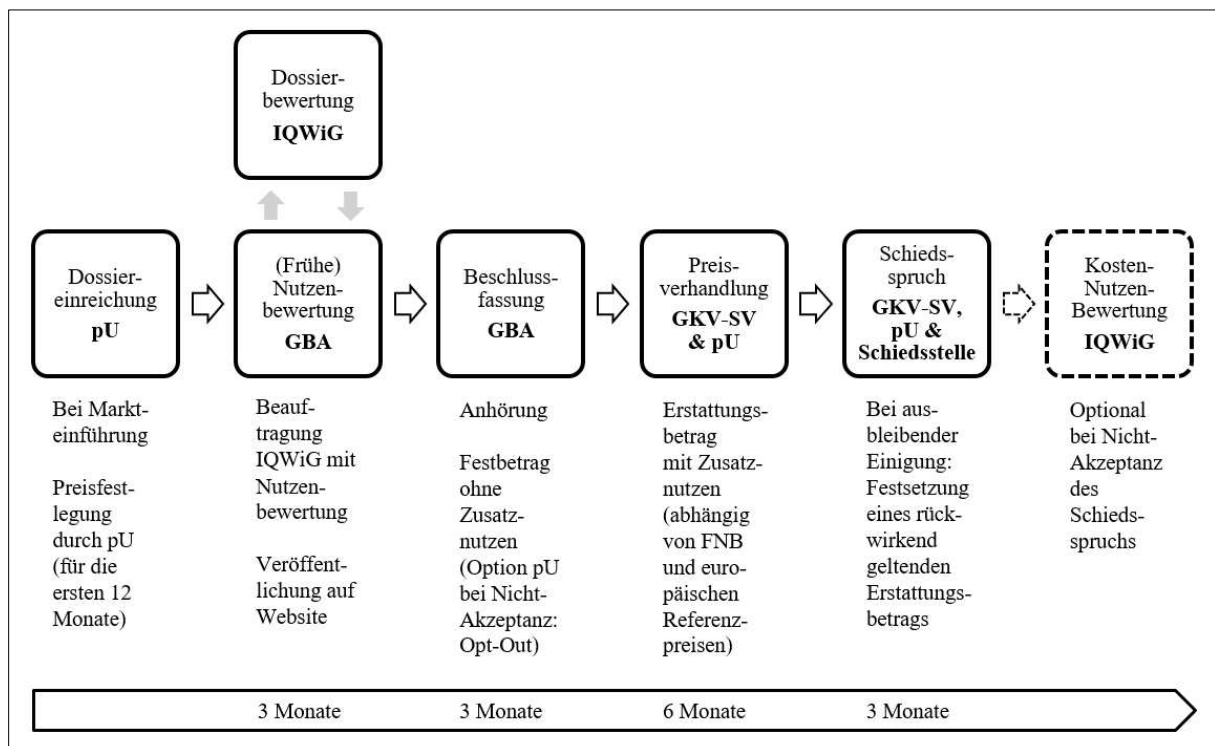 Dossier-
bewertung
IQWiG
Dossier-
einreichung
pU
(Frühe)
Nutzen-
bewertung
GBA
Beschluss-
fassung
GBA
Preis-
verhandlung
GKV-SV
& pU
Schieds-
spruch
GKV-SV,
pU &
Schiedsstelle
Kosten-
Nutzen-
Bewertung
IQWiG
Bei Markt-
einführung
Preisfest-
legung
durch pU
(für die
ersten 12
Monate)
Beauf-
tragung
IQWiG mit
Nutzen-
bewertung
Veröffent-
lichung auf
Website
Anhörung
Festbetrag
ohne
Zusatz-
nutzen
(Option pU
bei Nicht-
Akzeptanz:
Opt-Out)
Erstattungs-
betrag
mit Zusatz-
nutzen
(abhängig
von FNB
und euro-
päischen
Referenz-
preisen)
Bei aus-
bleibender
Einigung:
Festsetzung
eines rück-
wirkend
geltenden
Erstattungs-
betrags
Optional
bei Nicht-
Akzeptanz
des
Schieds-
spruchs
3 Monate
3 Monate
6 Monate
3 Monate